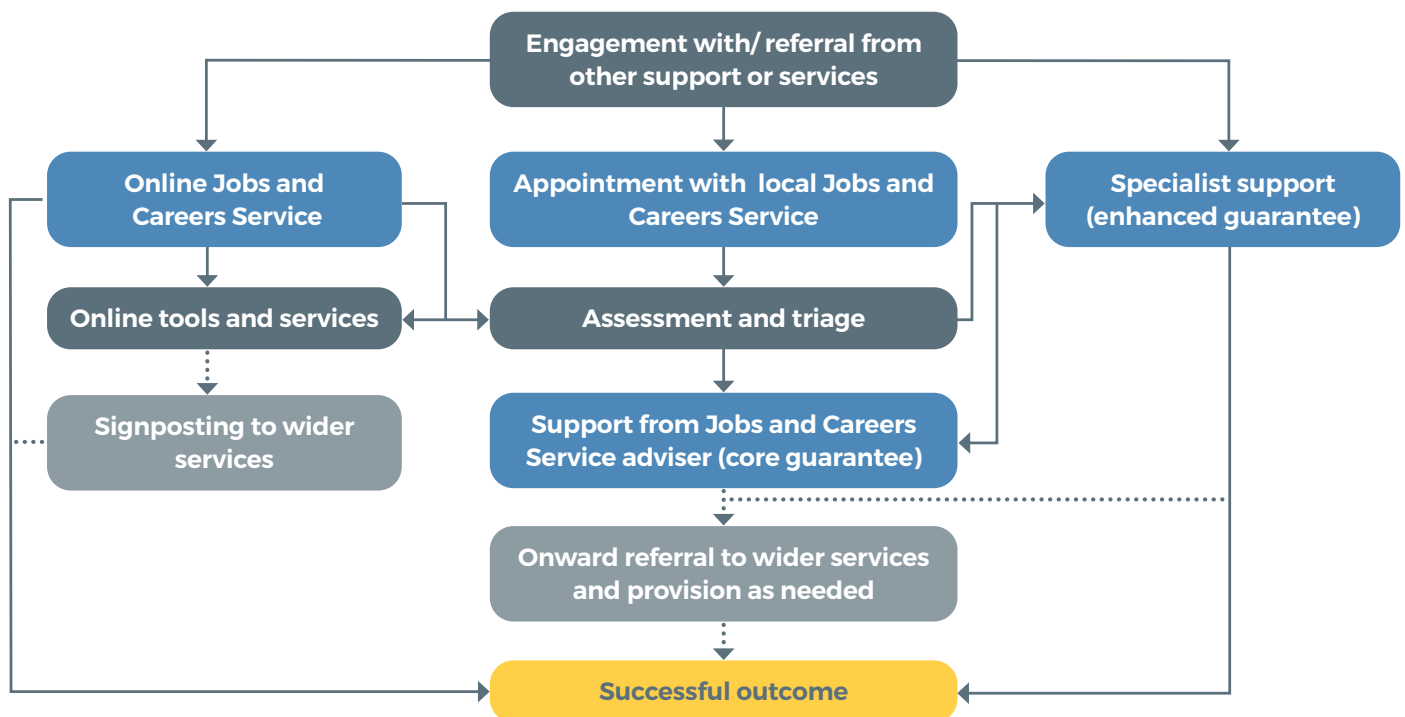 Engagement with/ referral from
other support or services
Online Jobs and
Careers Service
Appointment with local Jobs and
Careers Service
Specialist support
(enhanced guarantee)
Online tools and services
Assessment and triage
Signposting to wider
services
Support from Jobs and Careers
Service adviser (core guarantee)
Onward referral to wider services
and provision as needed
Successful outcome